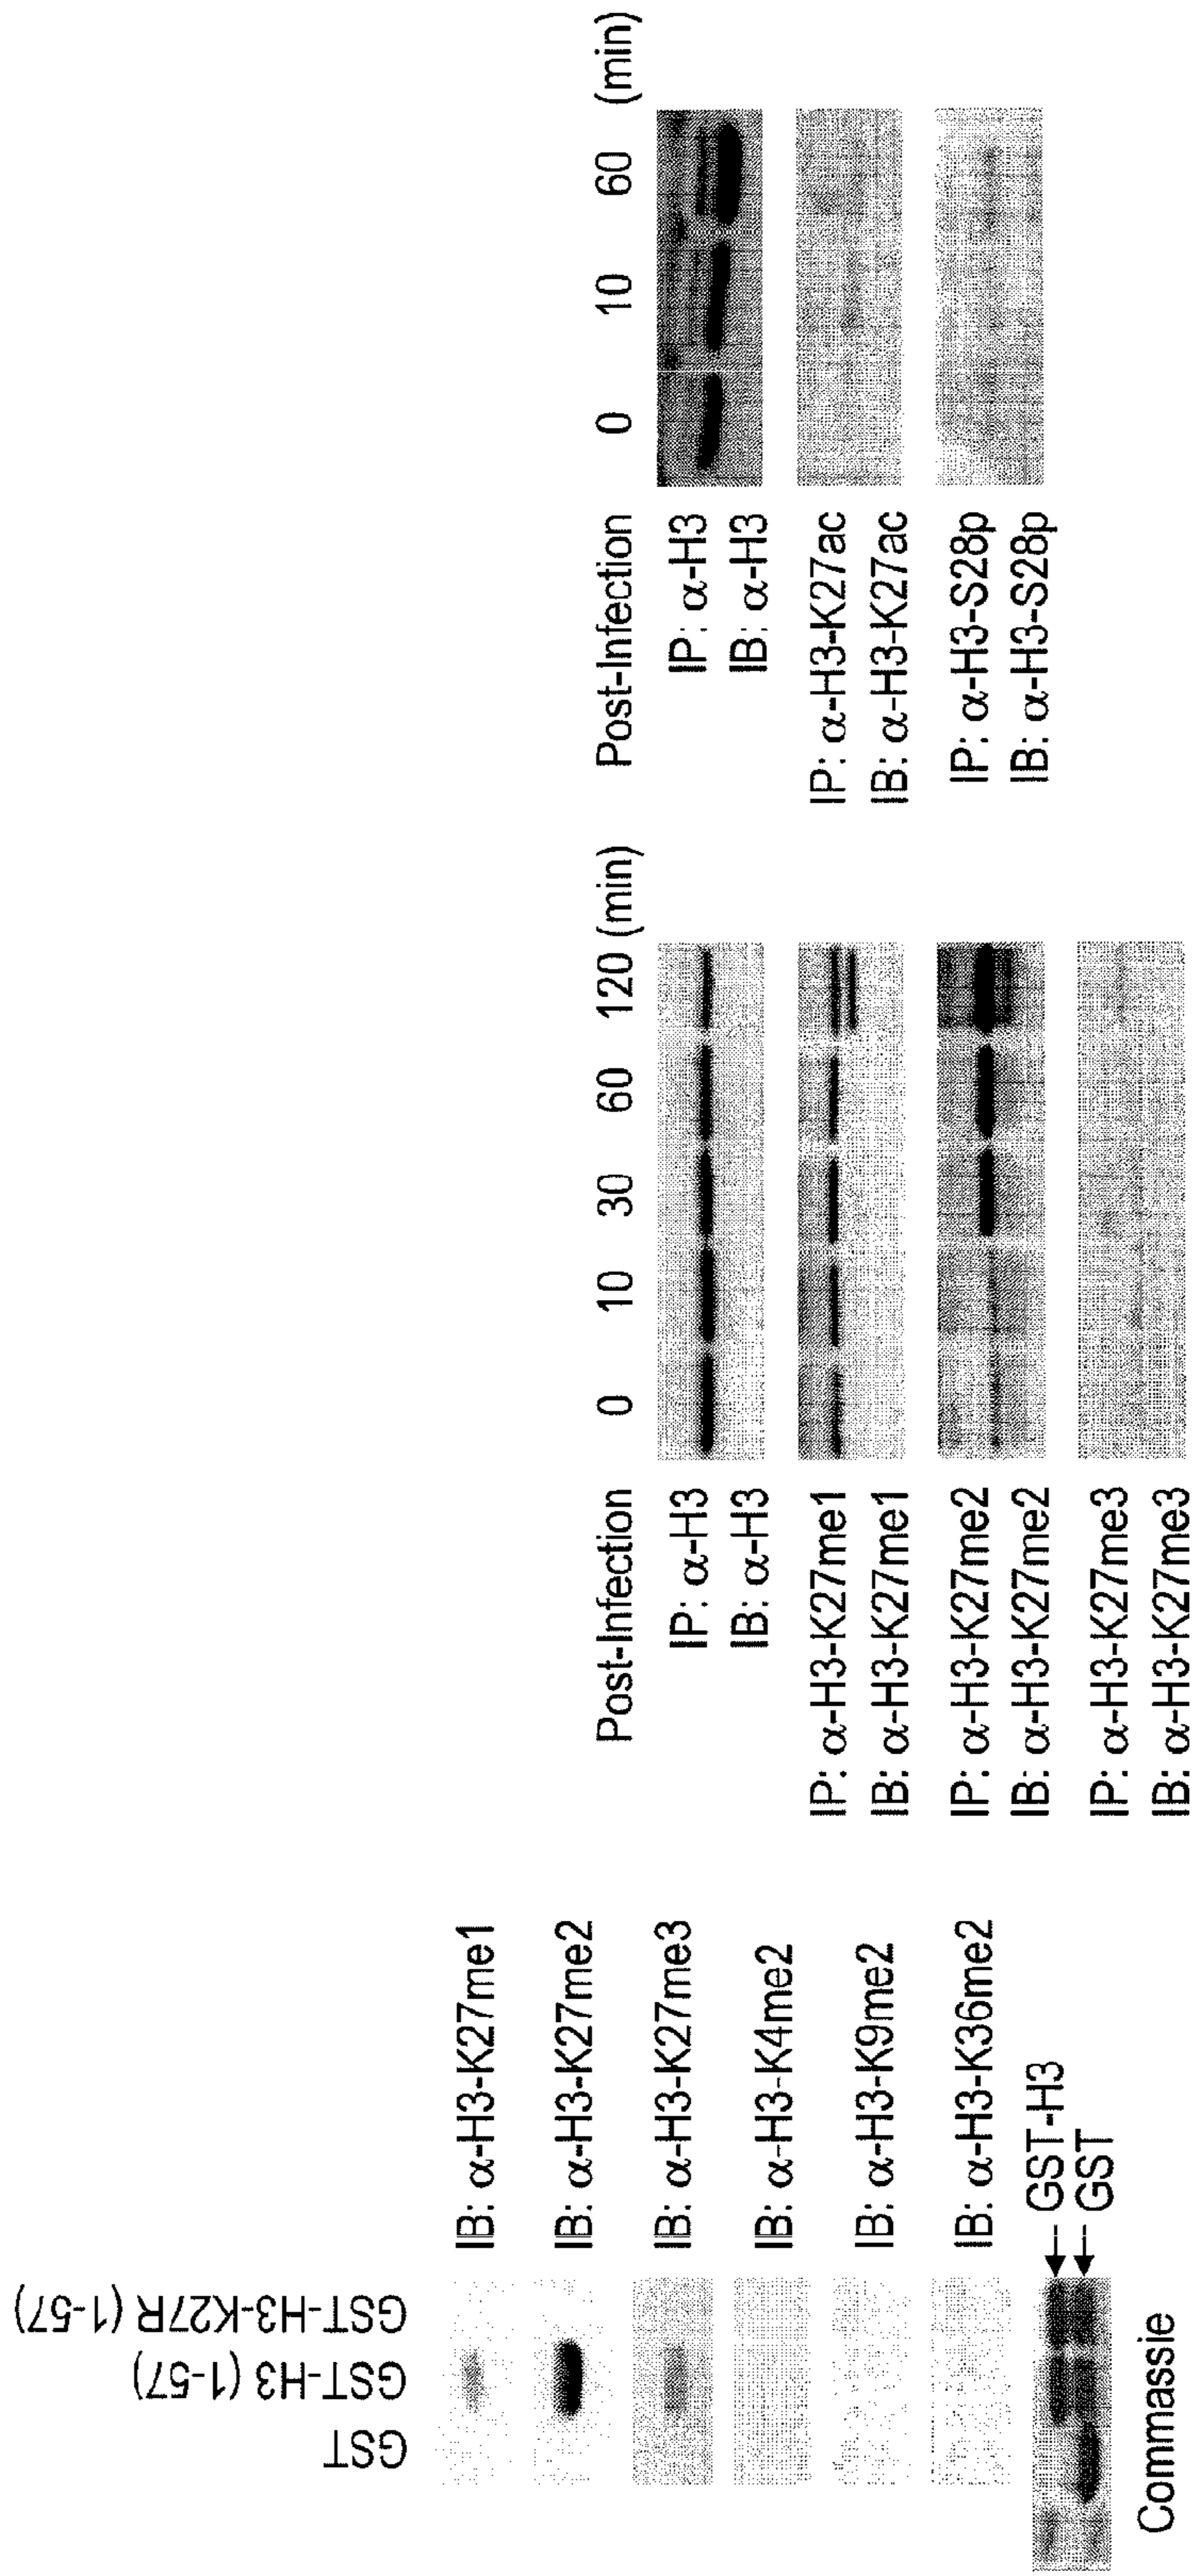 GST
GST-H3 (1-57)
GST-H3-K27R (1-57)
IB: α-H3-K27me1
IB: α-H3-K27me2
IB: α-H3-K27me3
IB: α-H3-K4me2
IB: α-H3-K9me2
IB: α-H3-K36me2
GST-H3
GST
Commassie
Post-Infection 0 10 30 60 120 (min)
IP: α-H3
IB: α-H3
IP: α-H3-K27me1
IB: α-H3-K27me1
IP: α-H3-K27me2
IB: α-H3-K27me2
IP: α-H3-K27me3
IB: α-H3-K27me3
Post-Infection 0 10 60 (min)
IP: α-H3
IB: α-H3
IP: α-H3-K27ac
IB: α-H3-K27ac
IP: α-H3-S28p
IB: α-H3-S28p